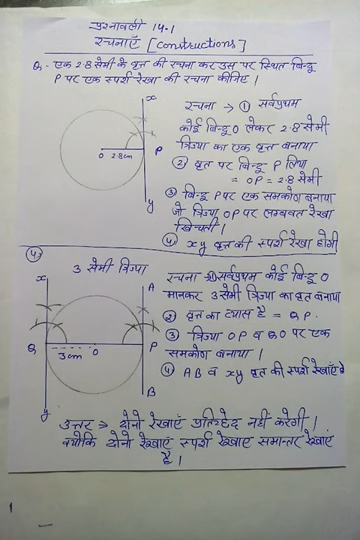 प्रश्नावली 14.1
रचनाएँ [constructions]
Q. एक 2.8 सेमी के वृत्त की रचना कर उस पर स्थित बिन्दु
P पर एक स्पर्श रेखा की रचना कीजिए।
x
O 2.8cm P
y
रचना → ① सर्वप्रथम
कोई बिन्दु O लेकर 2.8 सेमी
त्रिज्या का एक वृत्त बनाया
② वृत्त पर बिन्दु P लिया
= OP = 2.8 सेमी
③ बिन्दु P पर एक समकोण बनाया
जो त्रिज्या OP पर लम्बवत रेखा
खिचली।
④ xy वृत्त की स्पर्श रेखा होगी
3 सेमी त्रिज्या
x A
Q 3cm O P
y B
रचना ① सर्वप्रथम कोई बिन्दु O
मानकर 3 सेमी त्रिज्या का वृत्त बनाया
② वृत्त का व्यास है = Q,P.
③ त्रिज्या OP व QO पर एक
समकोण बनाया।
④ AB व xy वृत की स्पर्श रेखाएँ है
उत्तर ⇒ दोनो रेखाएं प्रतिच्छेद नहीं करेगी।
क्योकि दोनो रेखाएं स्पर्श रेखाए समान्तर रेखाएं
है।